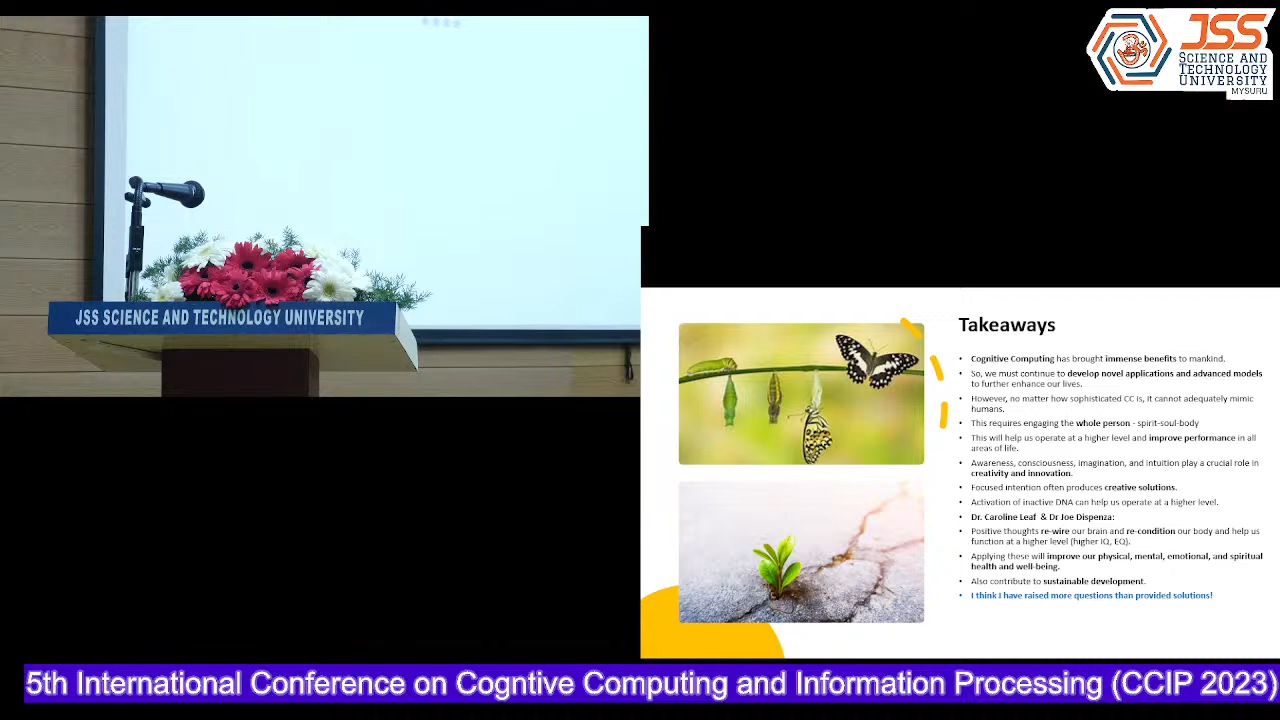 JSS
SCIENCE AND
TECHNOLOGY
UNIVERSITY
MYSURU
JSS SCIENCE AND TECHNOLOGY UNIVERSITY
Takeaways
• Cognitive Computing has brought immense benefits to mankind.
• So, we must continue to develop novel applications and advanced models
to further enhance our lives.
• However, no matter how sophisticated CC is, it cannot adequately mimic
humans.
• This requires engaging the whole person - spirit-soul-body
• This will help us operate at a higher level and improve performance in all
areas of life.
• Awareness, consciousness, imagination, and intuition play a crucial role in
creativity and innovation.
• Focused intention often produces creative solutions.
• Activation of inactive DNA can help us operate at a higher level.
• Dr. Caroline Leaf & Dr Joe Dispenza:
• Positive thoughts re-wire our brain and re-condition our body and help us
function at a higher level (higher IQ, EQ).
• Applying these will improve our physical, mental, emotional, and spiritual
health and well-being.
• Also contribute to sustainable development.
• I think I have raised more questions than provided solutions!
5th International Conference on Cogntive Computing and Information Processing (CCIP 2023)